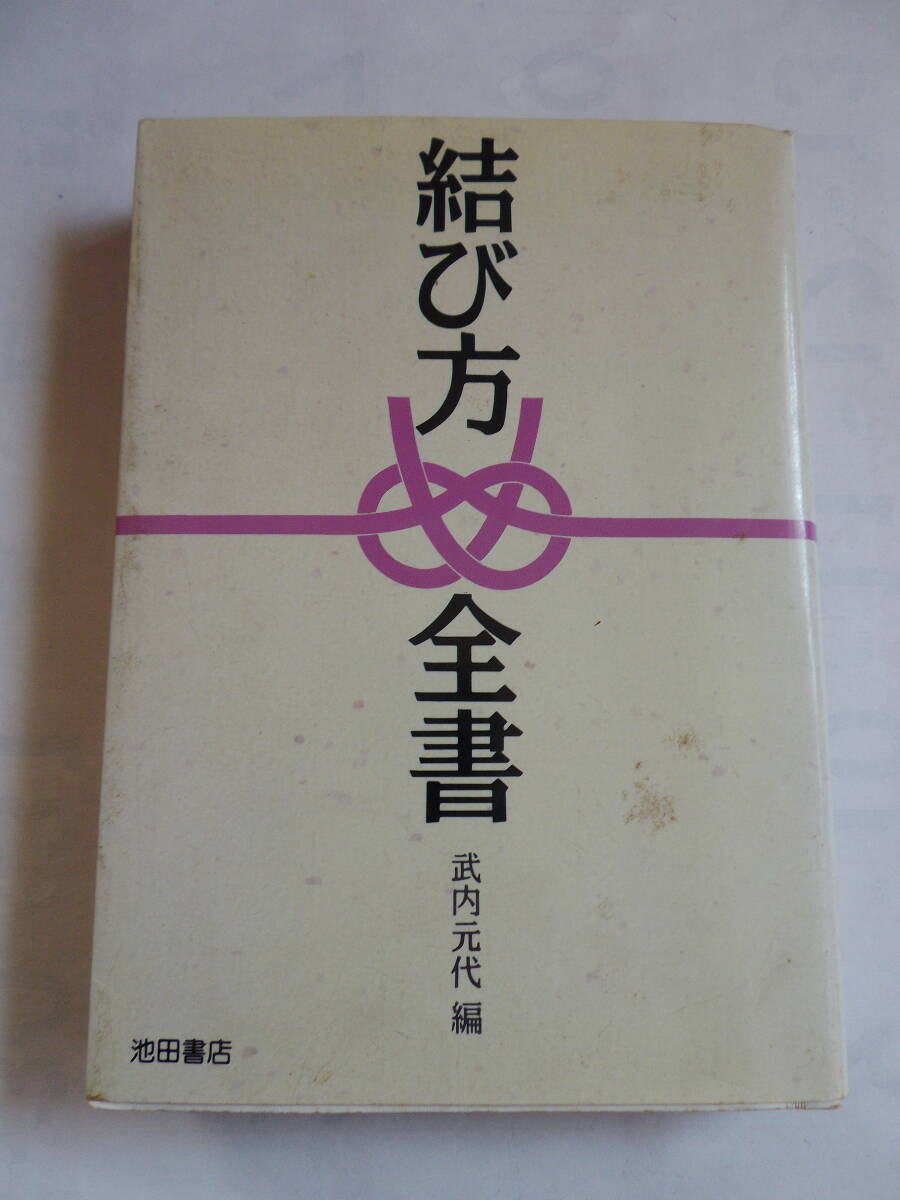 結び方全書
武内元代 編
池田書店